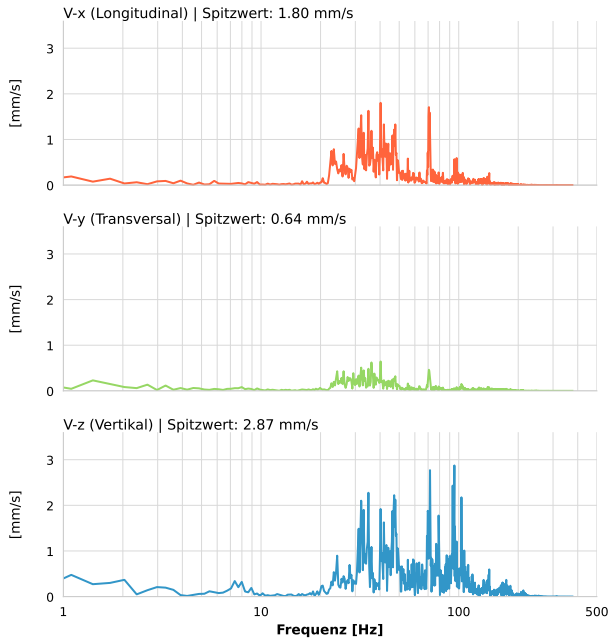 V-x (Longitudinal) | Spitzwert: 1.80 mm/s
3
2
1
0
[mm/s]
V-y (Transversal) | Spitzwert: 0.64 mm/s
3
2
1
0
[mm/s]
V-z (Vertikal) | Spitzwert: 2.87 mm/s
3
2
1
0
[mm/s]
1 10 100 500
Frequenz [Hz]